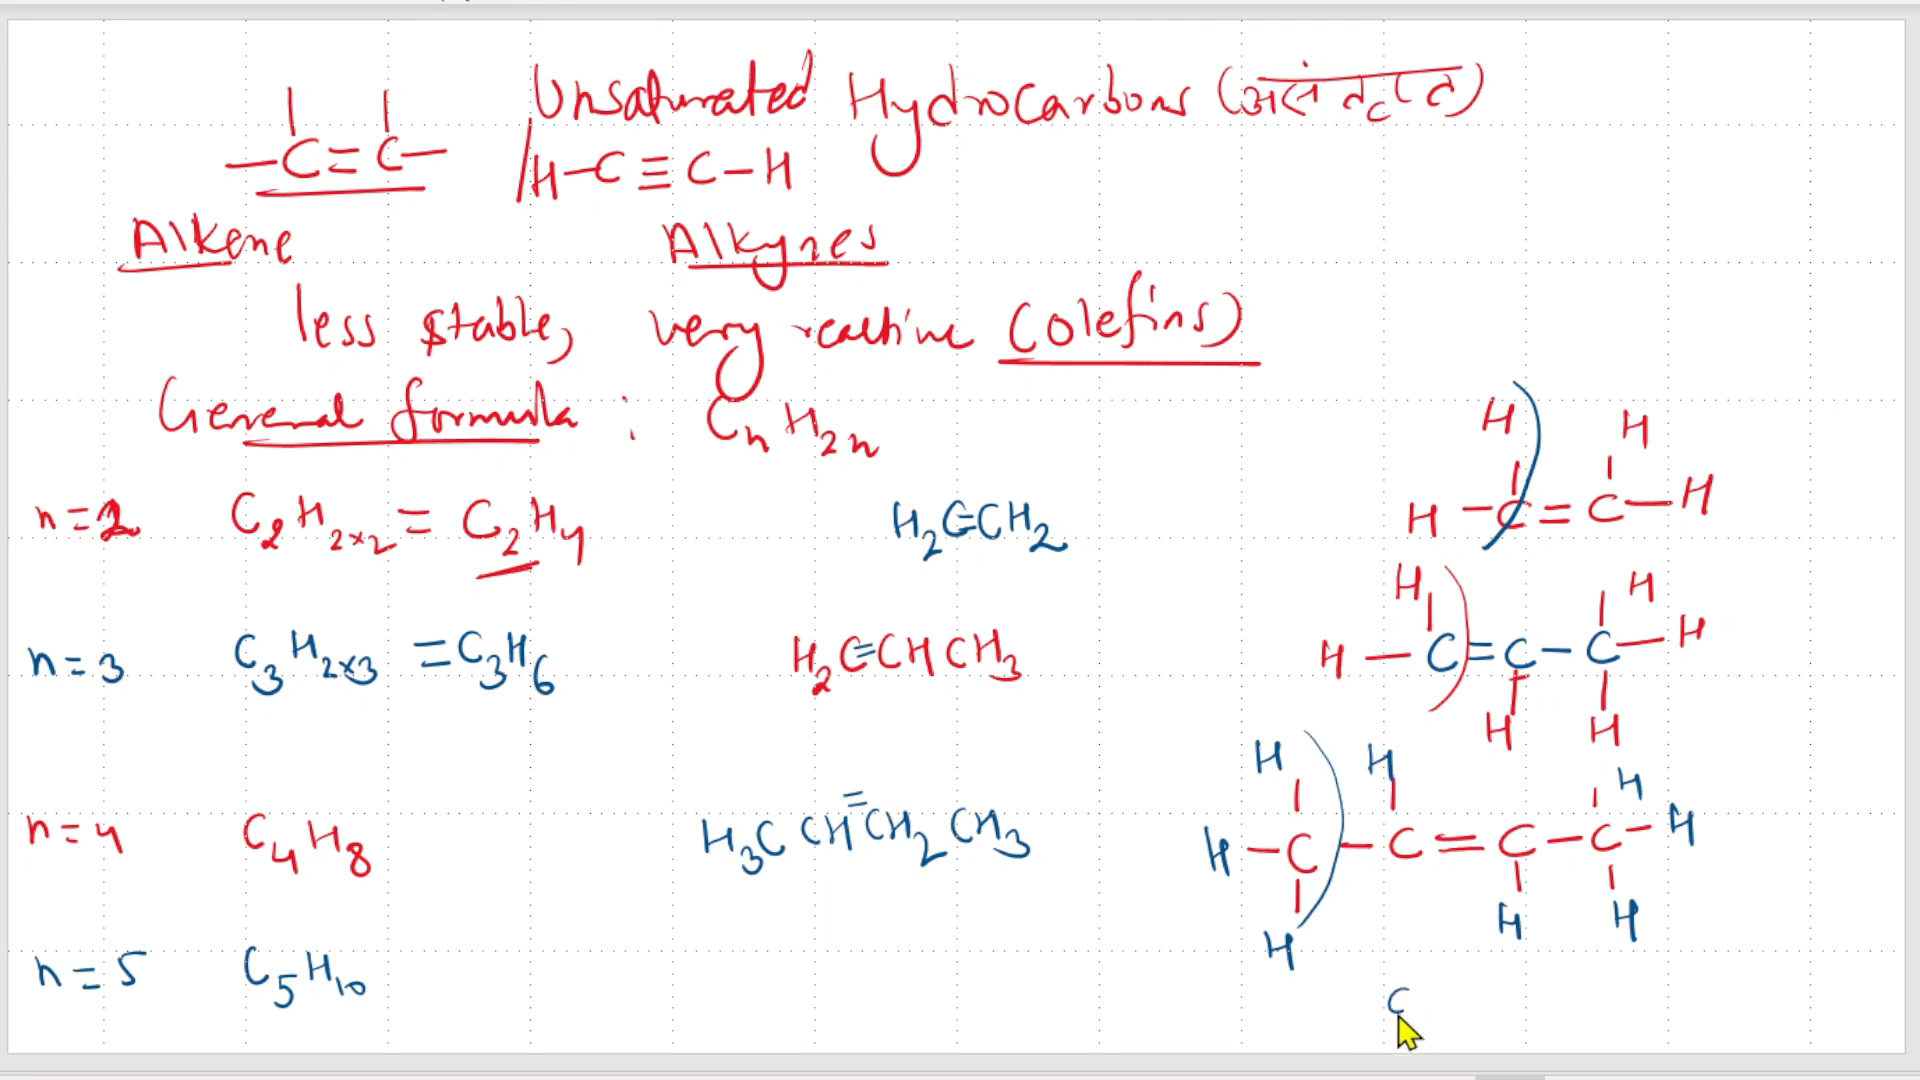 Unsaturated Hydrocarbons (असंतृप्त)
–C=C– / H–C≡C–H
Alkene Alkynes
less stable, very reactive (olefins)
General formula : CnH2n
n=2 C2H2×2 = C2H4 H2C=CH2
H H
H–C=C–H
n=3 C3H2×3 =C3H6 H2C=CHCH3
H H
H–C=C–C–H
H H
n=4 C4H8 H3C CH=CH2 CH3
H H H
H–C–C=C–C–H
H H H
n=5 C5H10
C